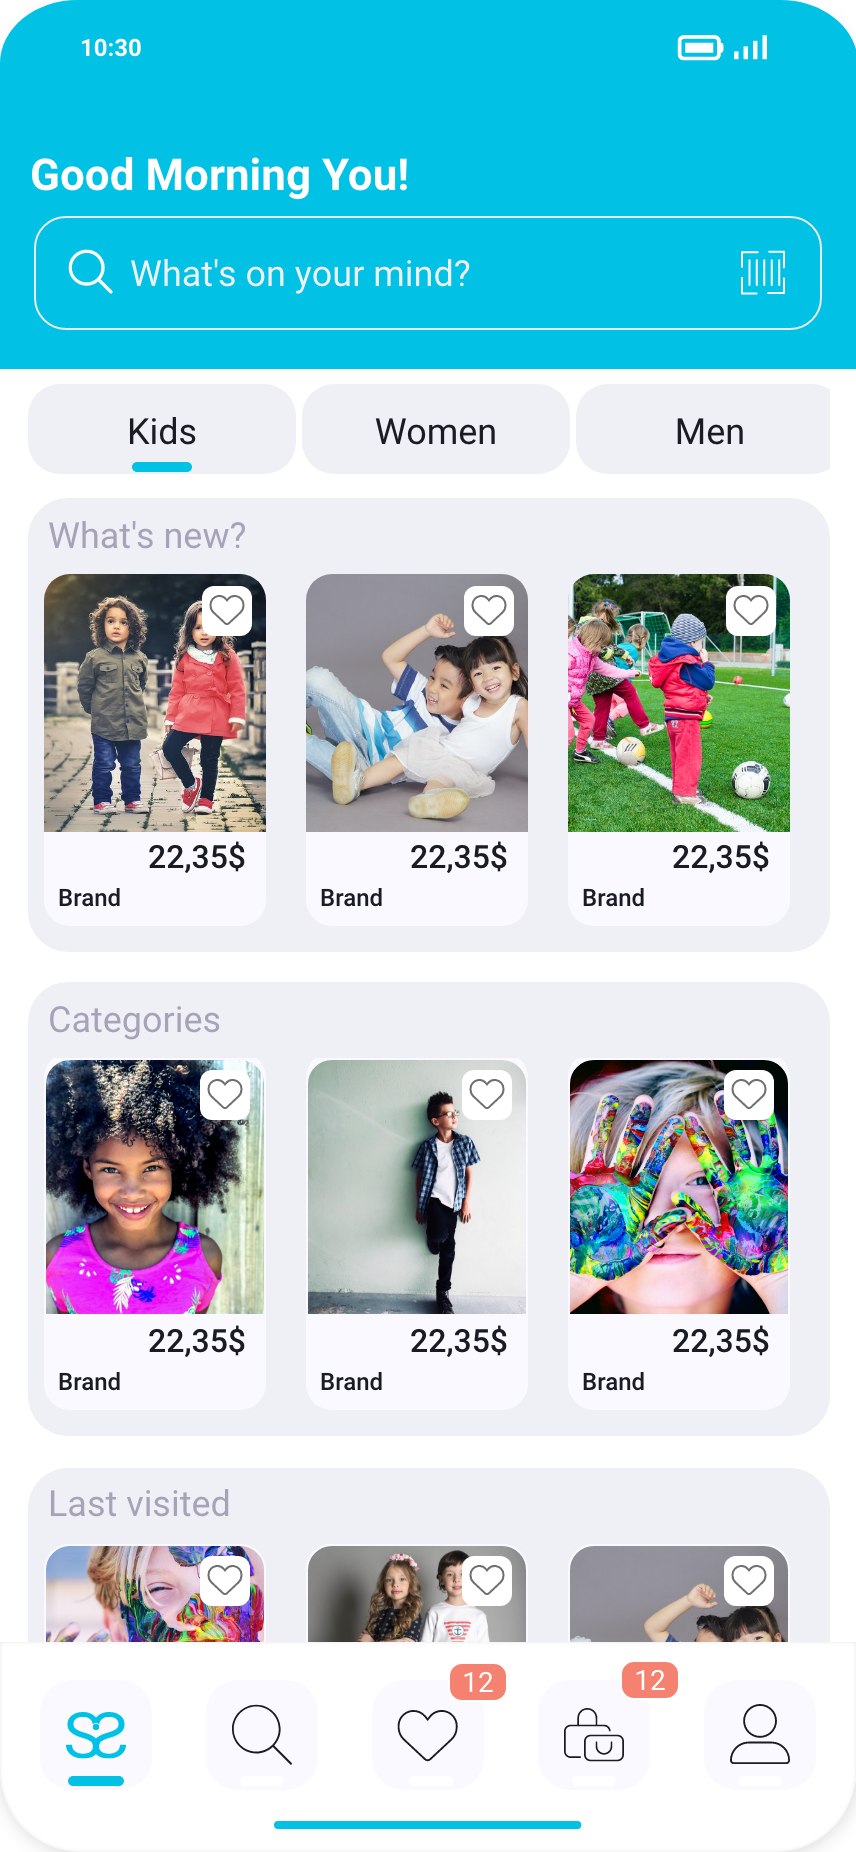 10:30
Good Morning You!
What's on your mind?
Kids Women Men
What's new?
22,35$ 22,35$ 22,35$
Brand Brand Brand
Categories
22,35$ 22,35$ 22,35$
Brand Brand Brand
Last visited
12 12